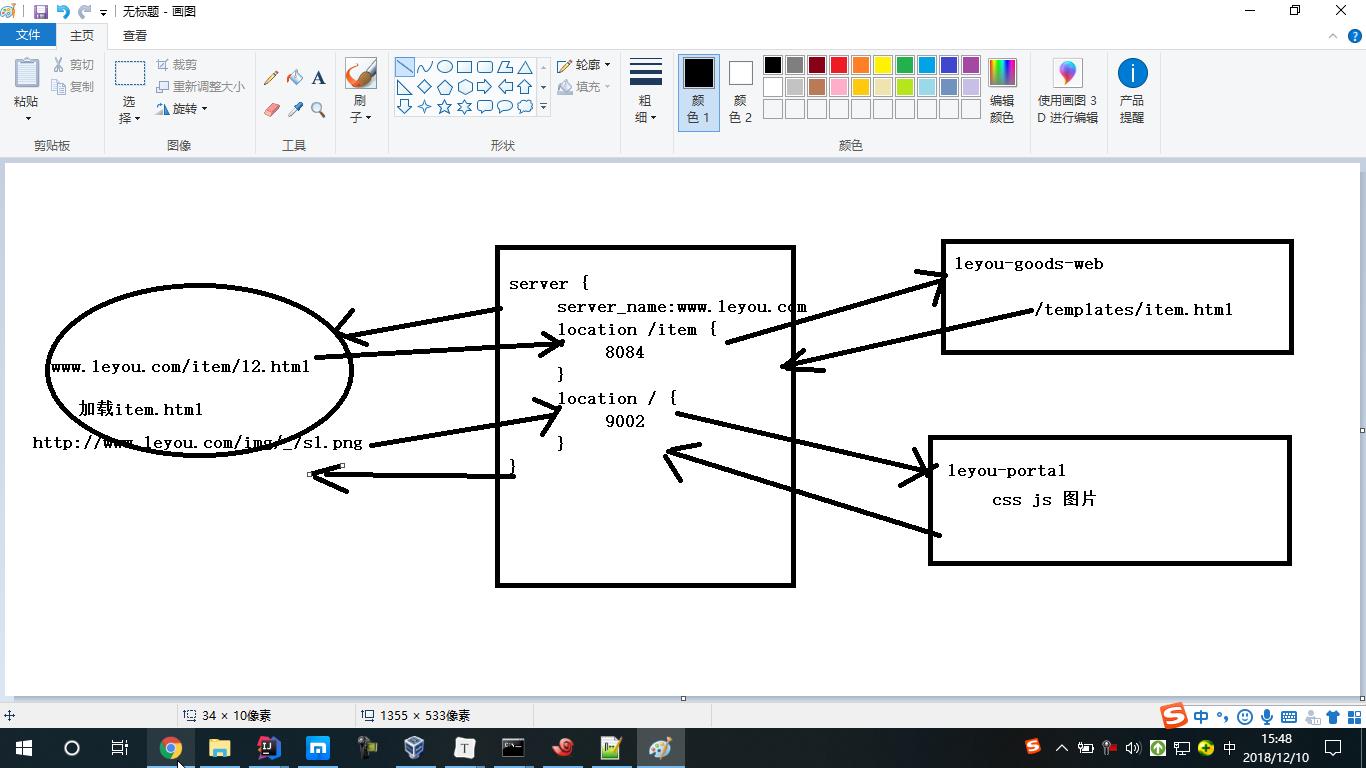 无标题 - 画图
文件 主页 查看
粘贴
剪切
复制
剪贴板
选
择
裁剪
重新调整大小
旋转
图像
A
工具
刷
子
轮廓
填充
形状
粗
细
颜
色 1
颜
色 2
编辑
颜色
颜色
使用画图 3
D 进行编辑
产品
提醒
www.leyou.com/item/12.html
加载item.html
http://www.leyou.com/img/_/s1.png
server {
server_name:www.leyou.com
location /item {
8084
}
location / {
9002
}
}
leyou-goods-web
/templates/item.html
leyou-portal
css js 图片
34 × 10像素
1355 × 533像素
中
中
15:48
2018/12/10